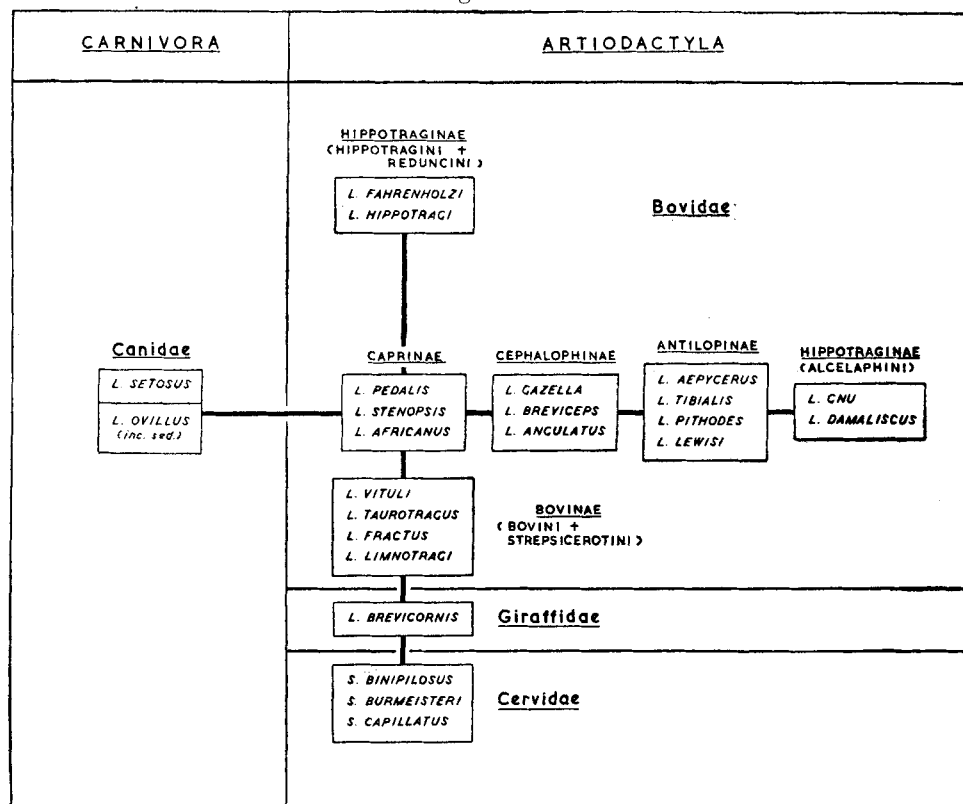 CARNIVORA
ARTIODACTYLA
HIPPOTRAGINAE
(HIPPOTRAGINI +
REDUNCINI)
L. FAHRENHOLZI
L. HIPPOTRAGI
Bovidae
Canidae
L. SETOSUS
L. OVILLUS
(inc. sed.)
CAPRINAE
L. PEDALIS
L. STENOPSIS
L. AFRICANUS
CEPHALOPHINAE
L. GAZELLA
L. BREVICEPS
L. ANGULATUS
ANTILOPINAE
L. AEPYCERUS
L. TIBIALIS
L. PITHODES
L. LEWISI
HIPPOTRAGINAE
(ALCELAPHINI)
L. GNU
L. DAMALISCUS
L. VITULI
L. TAUROTRAGUS
L. FRACTUS
L. LIMNOTRAGI
BOVINAE
(BOVINI +
STREPSICEROTINI)
L. BREVICORNIS
Giraffidae
S. BINIPILOSUS
S. BURMEISTERI
S. CAPILLATUS
Cervidae